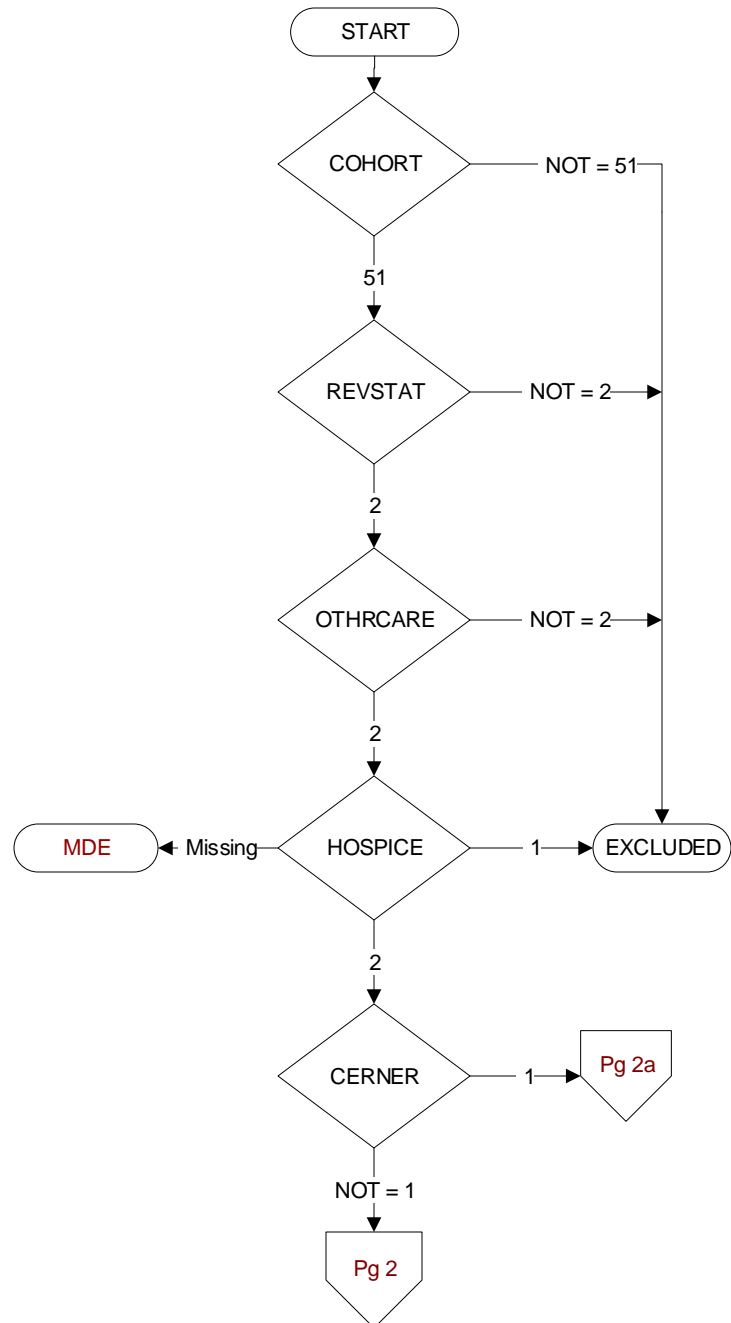 START
COHORT
NOT = 51
51
REVSTAT
NOT = 2
2
OTHRCARE
NOT = 2
2
MDE
Missing
HOSPICE
1
EXCLUDED
2
CERNER
1
Pg 2a
NOT = 1
Pg 2